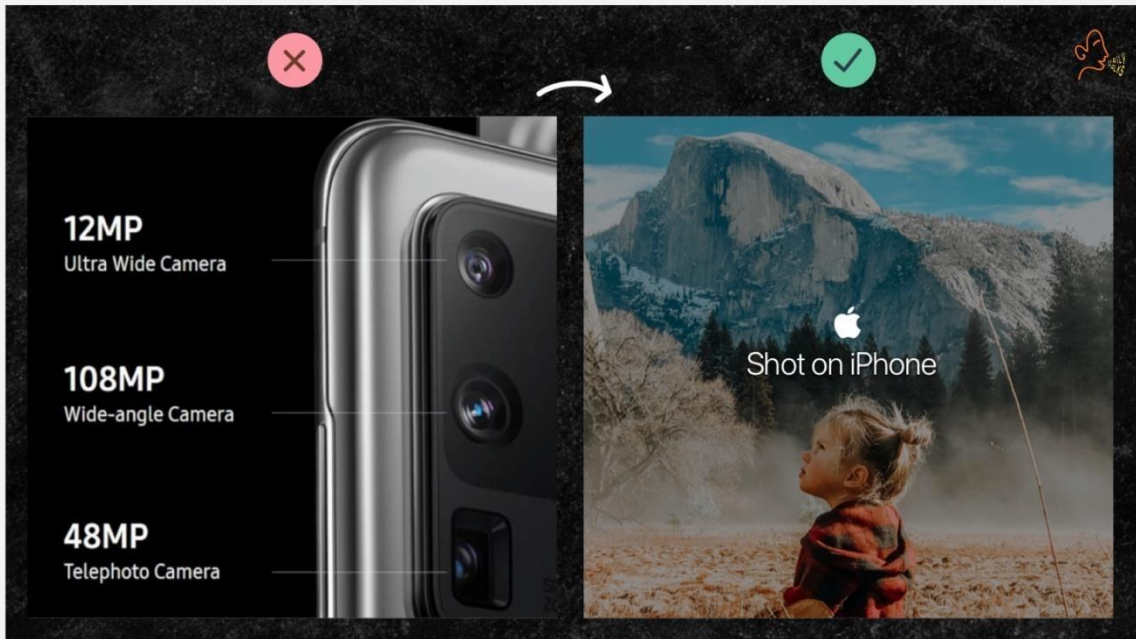 12MP
Ultra Wide Camera
108MP
Wide-angle Camera
48MP
Telephoto Camera
Shot on iPhone